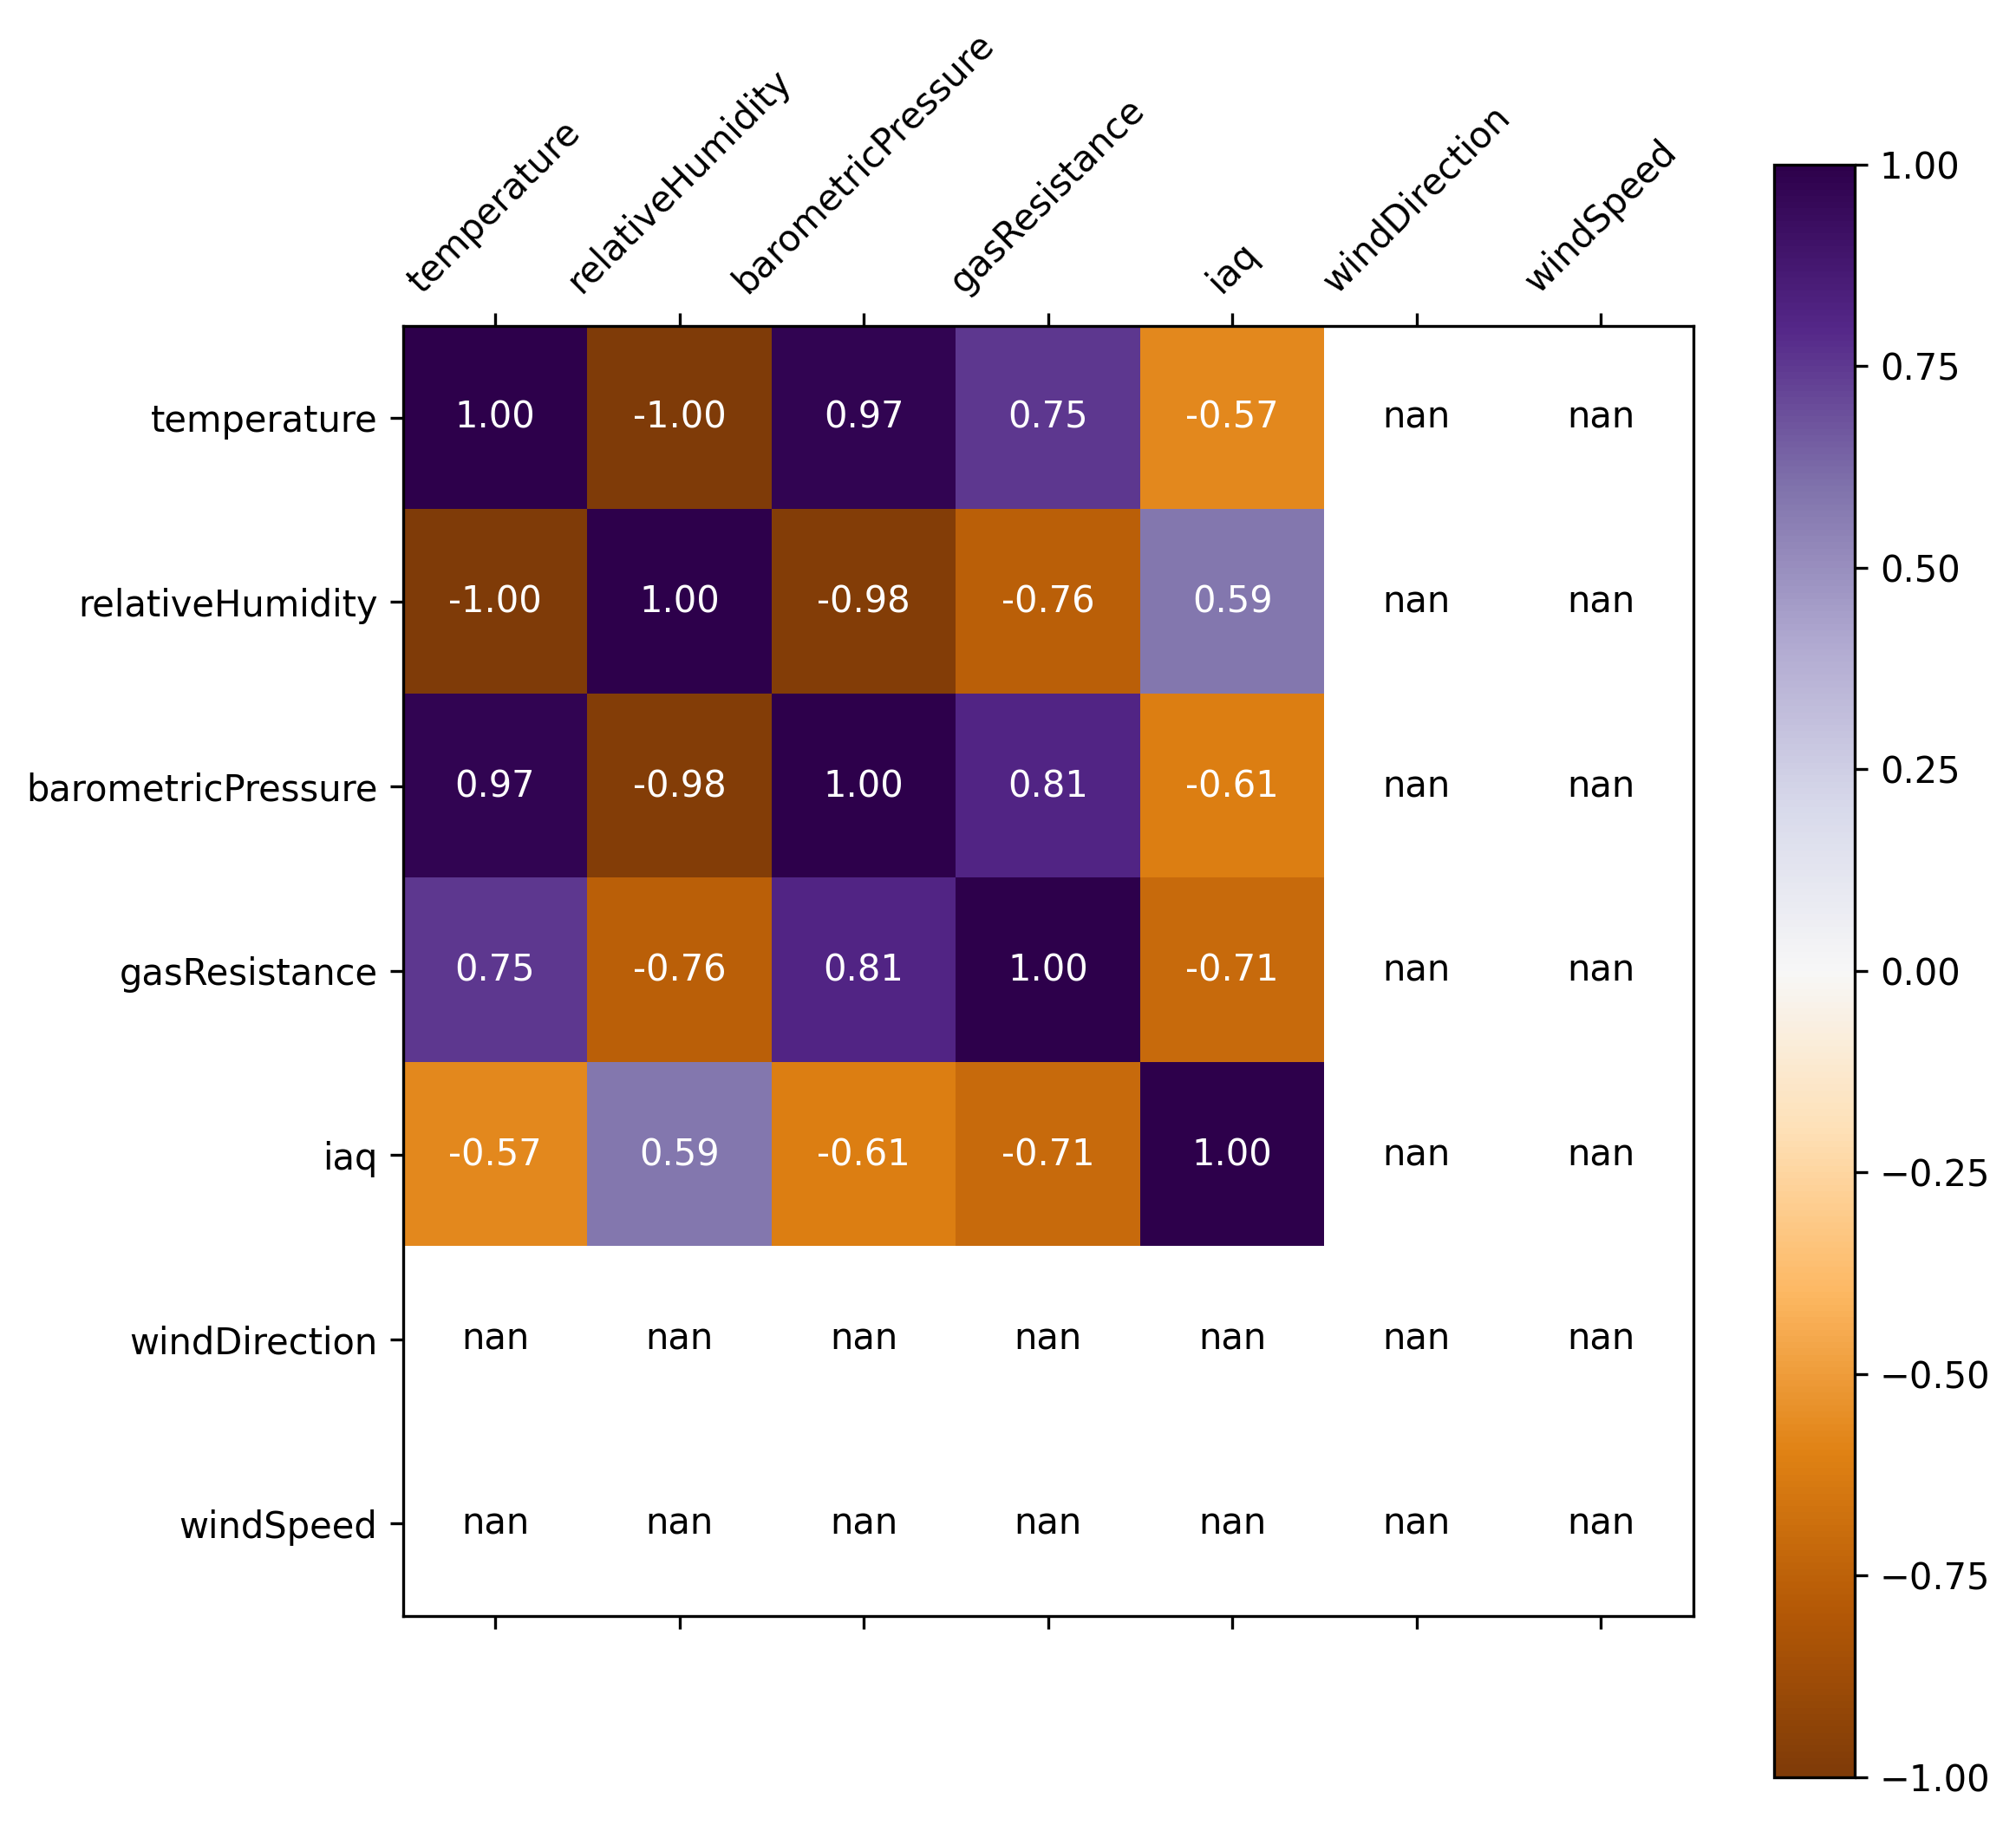 temperature relativeHumidity barometricPressure gasResistance iaq windDirection windSpeed
temperature 1.00 -1.00 0.97 0.75 -0.57 nan nan
relativeHumidity -1.00 1.00 -0.98 -0.76 0.59 nan nan
barometricPressure 0.97 -0.98 1.00 0.81 -0.61 nan nan
gasResistance 0.75 -0.76 0.81 1.00 -0.71 nan nan
iaq -0.57 0.59 -0.61 -0.71 1.00 nan nan
windDirection nan nan nan nan nan nan nan
windSpeed nan nan nan nan nan nan nan
1.00
0.75
0.50
0.25
0.00
−0.25
−0.50
−0.75
−1.00